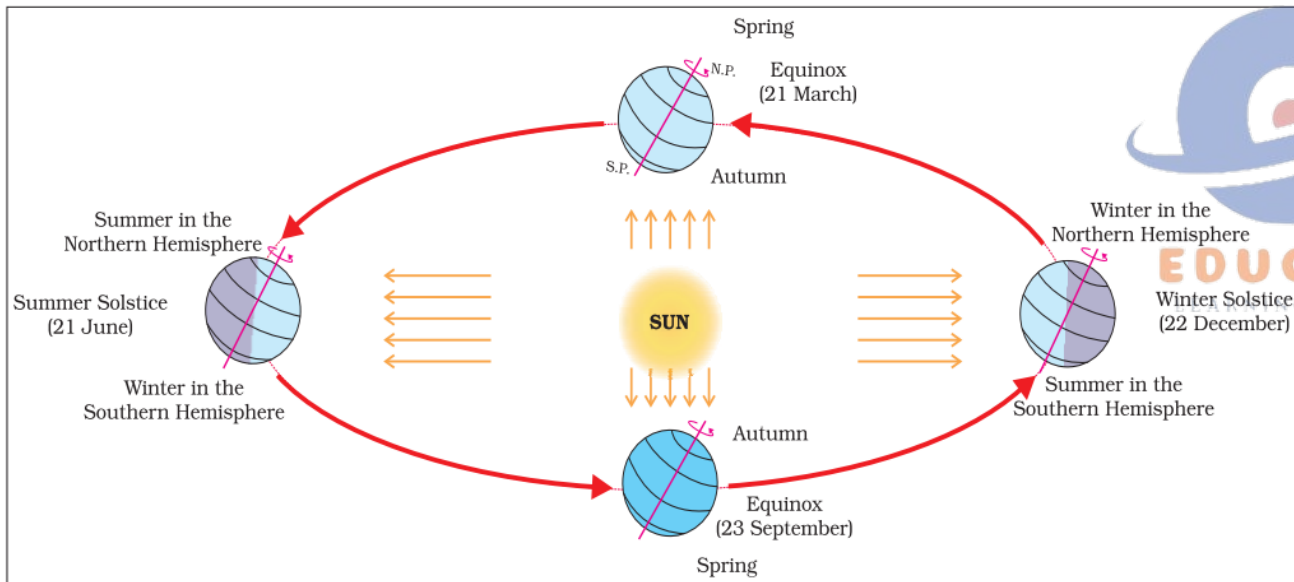 Spring
N.P.
Equinox
(21 March)
S.P.
Autumn
Summer in the
Northern Hemisphere
Winter in the
Northern Hemisphere
EDUC
Summer Solstice
(21 June)
SUN
Winter Solstice
(22 December)
LEARNIN
Winter in the
Southern Hemisphere
Summer in the
Southern Hemisphere
Autumn
Equinox
(23 September)
Spring